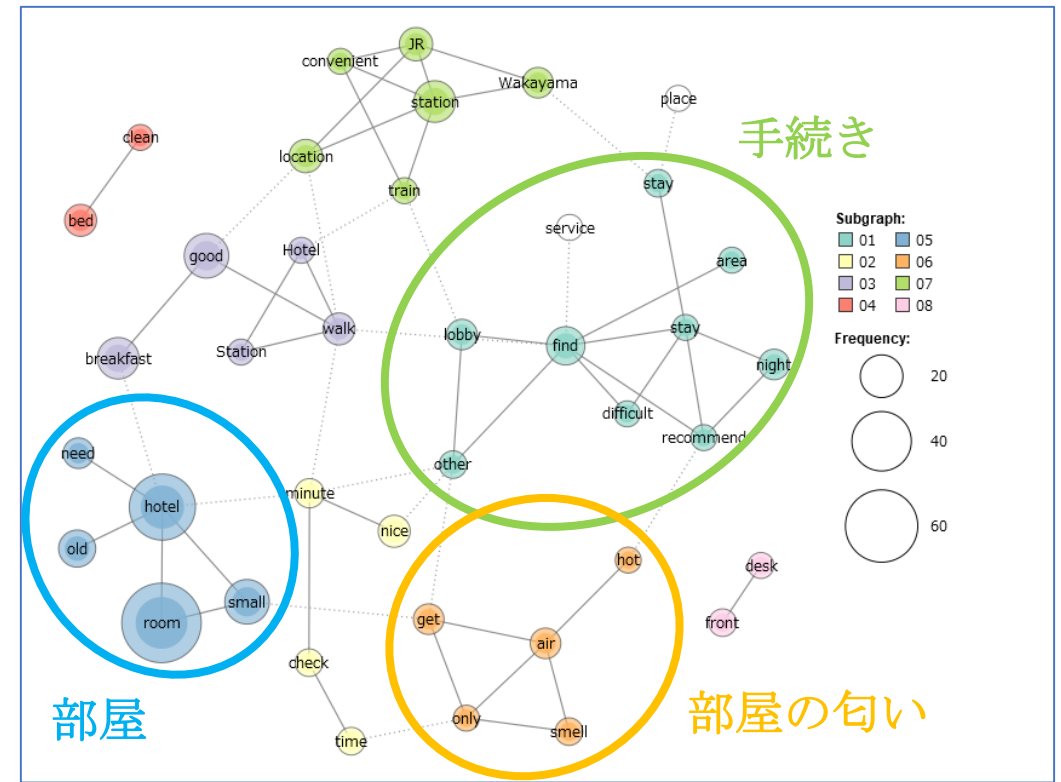 JR
convenient
Wakayama
station
place
手続き
clean
location
stay
train
bed
service
Hotel
good
area
Subgraph:
01 05
02 06
03 07
04 08
walk
lobby
stay
find
Station
breakfast
night
Frequency:
20
difficult
recommend
40
need
other
minute
hotel
nice
60
old
hot
desk
small
get
room
front
air
check
部屋
部屋の匂い
only
smell
time